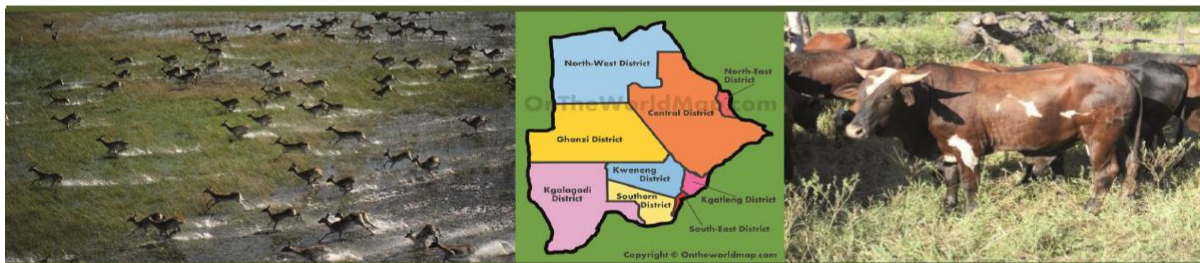 North-West District
North-East
District
OnTheWorldMap.com
Central District
Ghanzi District
Kweneng
District
Kgalagadi
District
Southern
District
Kgatleng District
South-East District
Copyright © Ontheworldmap.com